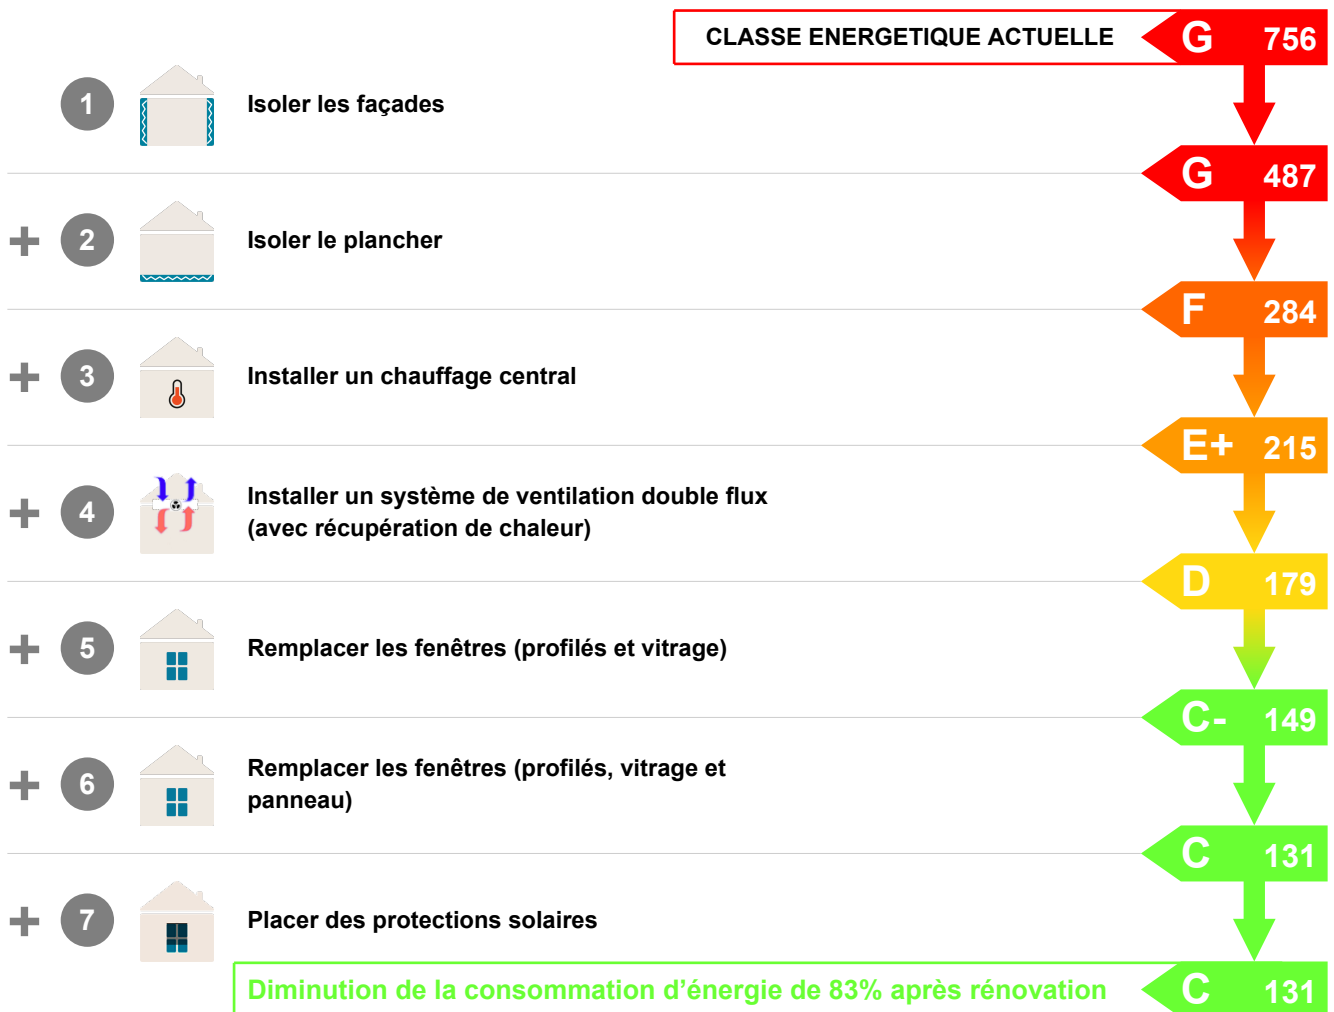 CLASSE ENERGETIQUE ACTUELLE G 756
1 Isoler les façades
G 487
+ 2 Isoler le plancher
F 284
+ 3 Installer un chauffage central
E+ 215
+ 4 Installer un système de ventilation double flux
(avec récupération de chaleur)
D 179
+ 5 Remplacer les fenêtres (profilés et vitrage)
C- 149
+ 6 Remplacer les fenêtres (profilés, vitrage et
panneau)
C 131
+ 7 Placer des protections solaires
Diminution de la consommation d’énergie de 83% après rénovation C 131